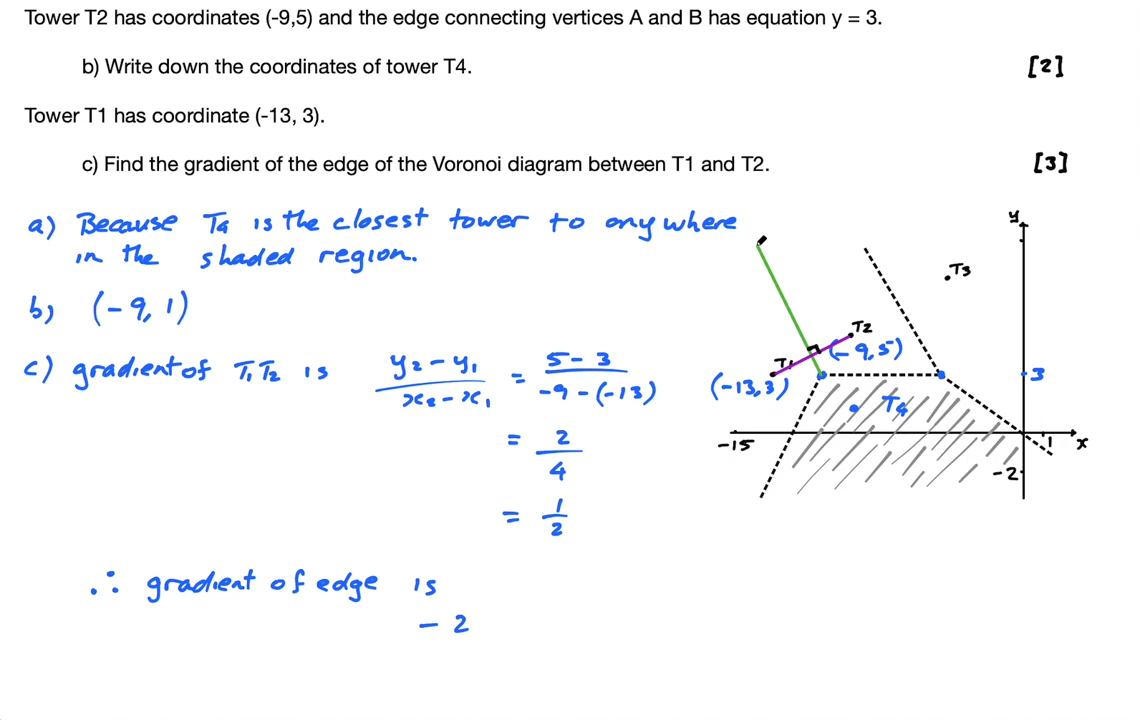 Tower T2 has coordinates (-9,5) and the edge connecting vertices A and B has equation y = 3.
b) Write down the coordinates of tower T4. [2]
Tower T1 has coordinate (-13, 3).
c) Find the gradient of the edge of the Voronoi diagram between T1 and T2. [3]
a) Because T4 is the closest tower to anywhere
in the shaded region.
b) (-9, 1)
c) gradient of T1T2 is y2-y1 / x2-x1 = 5-3 / -9-(-13)
= 2/4
= 1/2
∴ gradient of edge is
-2
y
T3
T2
(-9,5)
T1
(-13,3)
3
T4
-15
1
x
-2